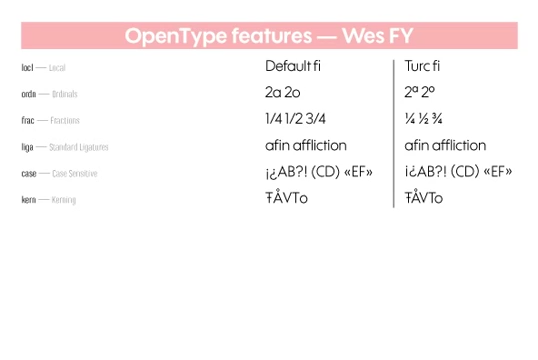 OpenType features — Wes FY
locl — Local Default fi Turc fi
ordn — Ordinals 2a 2o 2ª 2º
frac — Fractions 1/4 1/2 3/4 ¼ ½ ¾
liga — Standard Ligatures afin affliction afin affliction
case — Case Sensitive ¡¿AB?! (CD) «EF» ¡¿AB?! (CD) «EF»
kern — Kerning ŦÅVTo ŦÅVTo